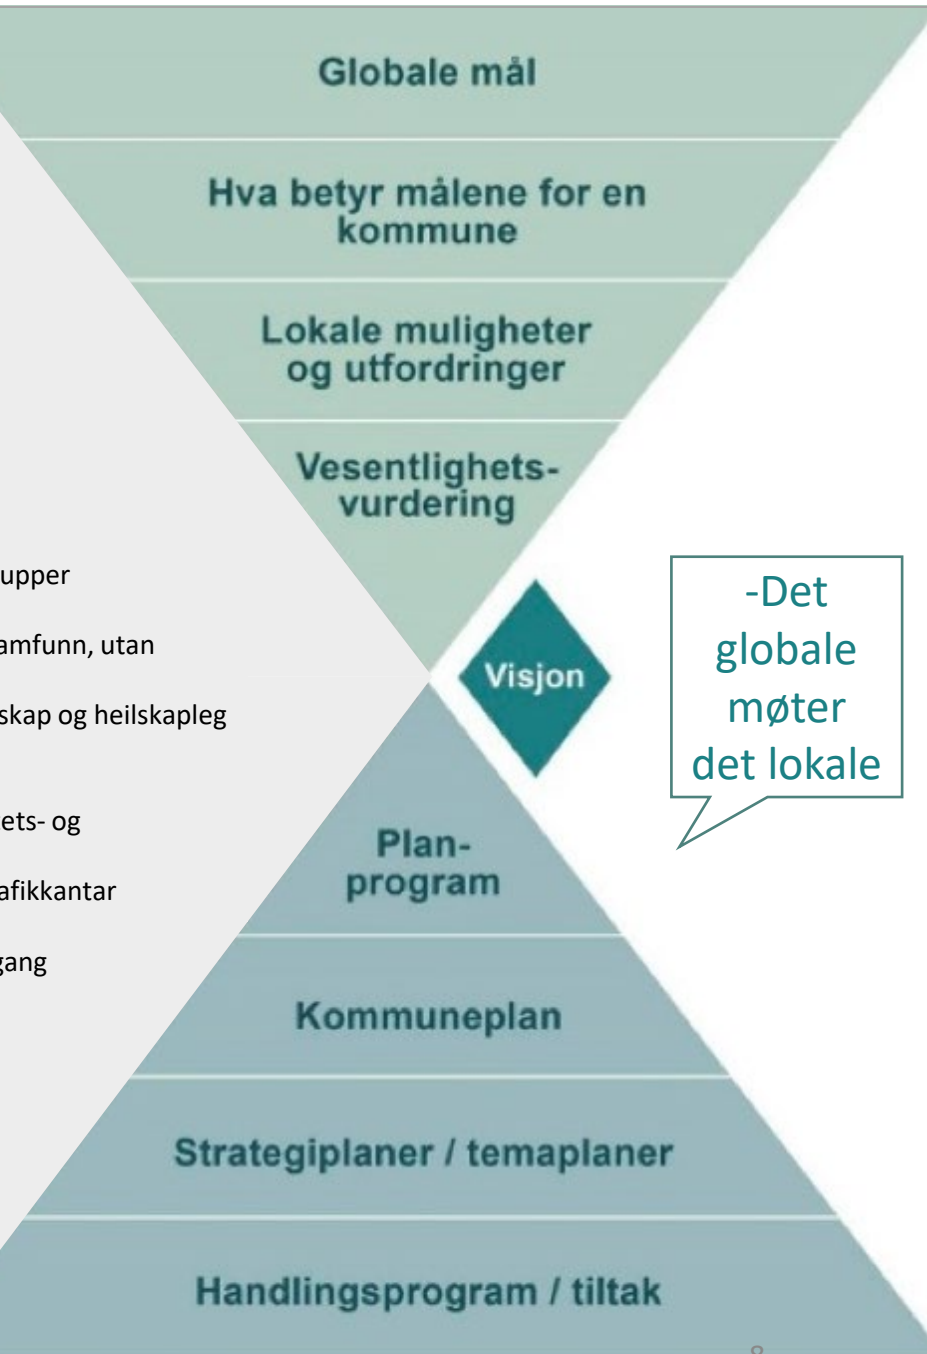 Globale mål
Hva betyr målene for en
kommune
Lokale muligheter
og utfordringer
Vesentlighets-
vurdering
upper
amfunn, utan
skap og heilskapleg
ets- og
afikkantar
gang
Visjon
-Det
globale
møter
det lokale
Plan-
program
Kommuneplan
Strategiplaner / temaplaner
Handlingsprogram / tiltak